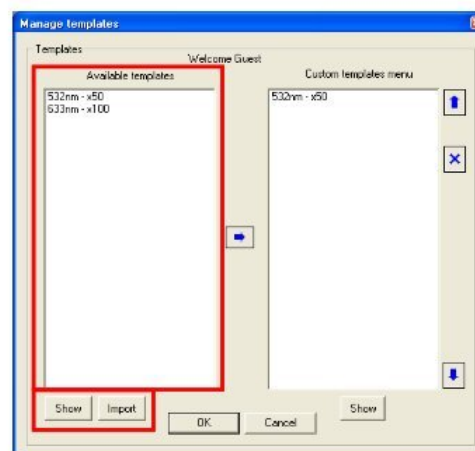 Manage templates
Templates
Welcome Guest
Available templates
Custom templates menu
532nm - x50
633nm - x100
532nm - x50
Show
Import
Show
OK
Cancel